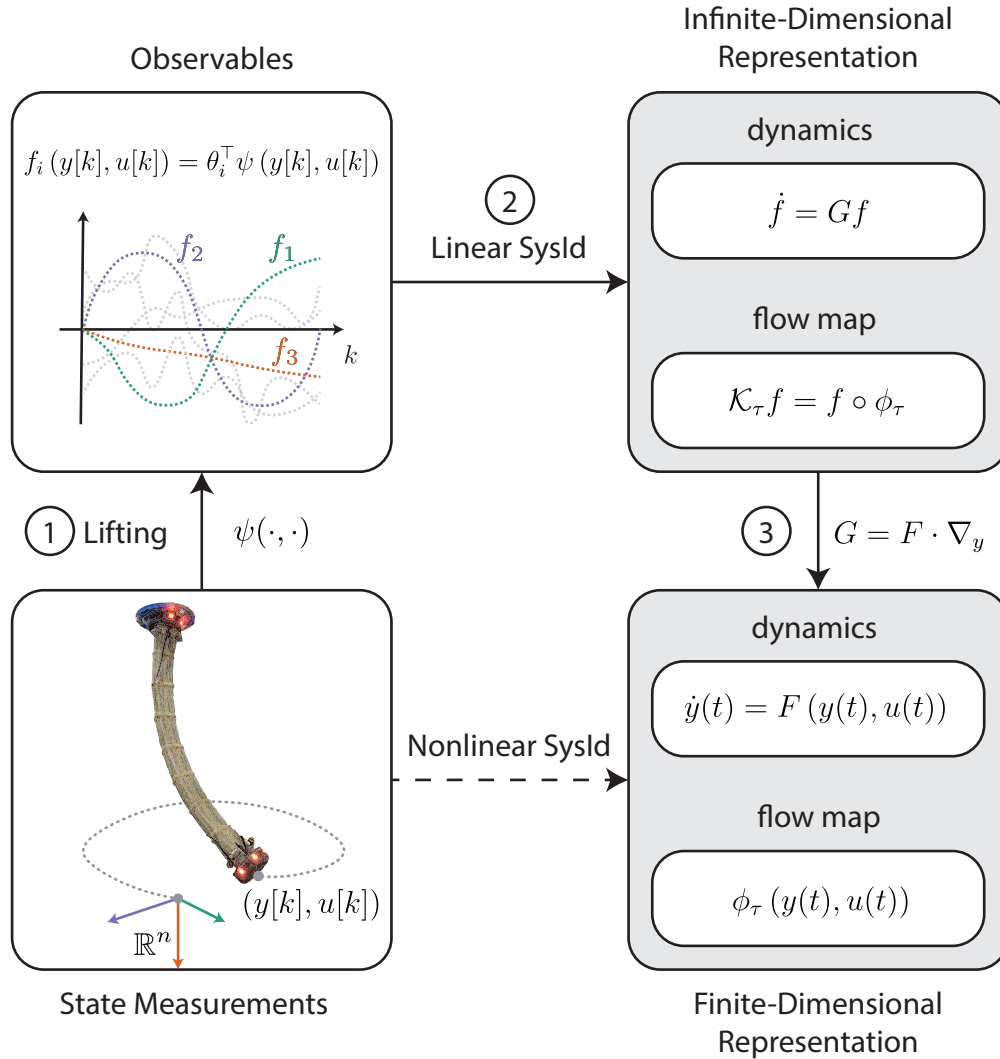 Observables
f_i (y[k], u[k]) = θ_i^⊤ ψ (y[k], u[k])
f_2
f_1
f_3
k
2
Linear SysId
Infinite-Dimensional
Representation
dynamics
ḟ = Gf
flow map
𝒦_τ f = f ∘ ϕ_τ
1 Lifting
ψ(·, ·)
3
G = F · ∇_y
(y[k], u[k])
ℝ^n
State Measurements
Nonlinear SysId
dynamics
ẏ(t) = F (y(t), u(t))
flow map
ϕ_τ (y(t), u(t))
Finite-Dimensional
Representation